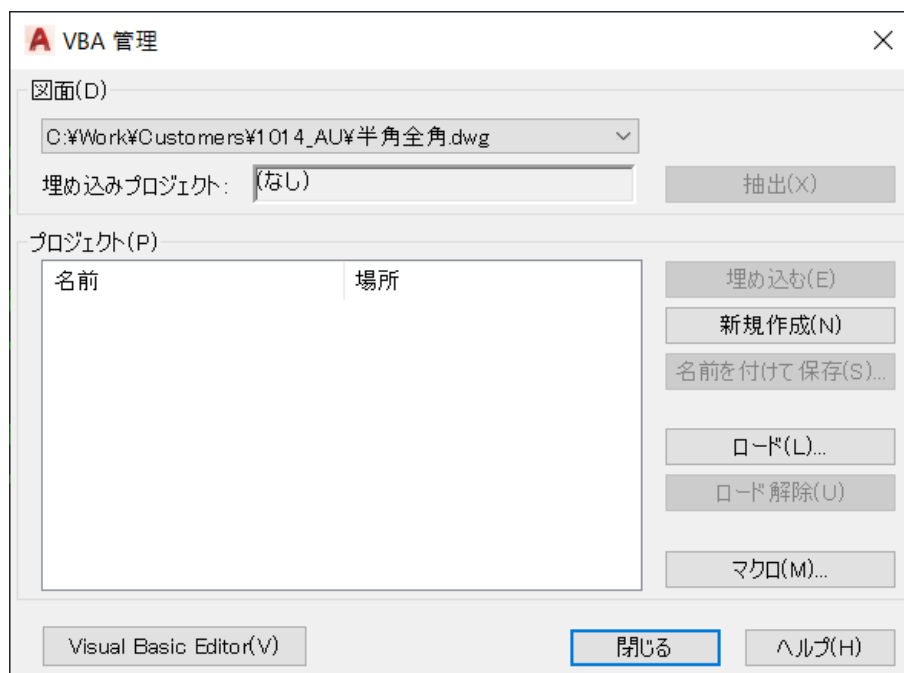 VBA 管理
図面(D)
C:¥Work¥Customers¥1014_AU¥半角全角.dwg
埋め込みプロジェクト: (なし) 抽出(X)
プロジェクト(P)
名前 場所
埋め込む(E)
新規作成(N)
名前を付けて保存(S)...
ロード(L)...
ロード解除(U)
マクロ(M)...
Visual Basic Editor(V) 閉じる ヘルプ(H)